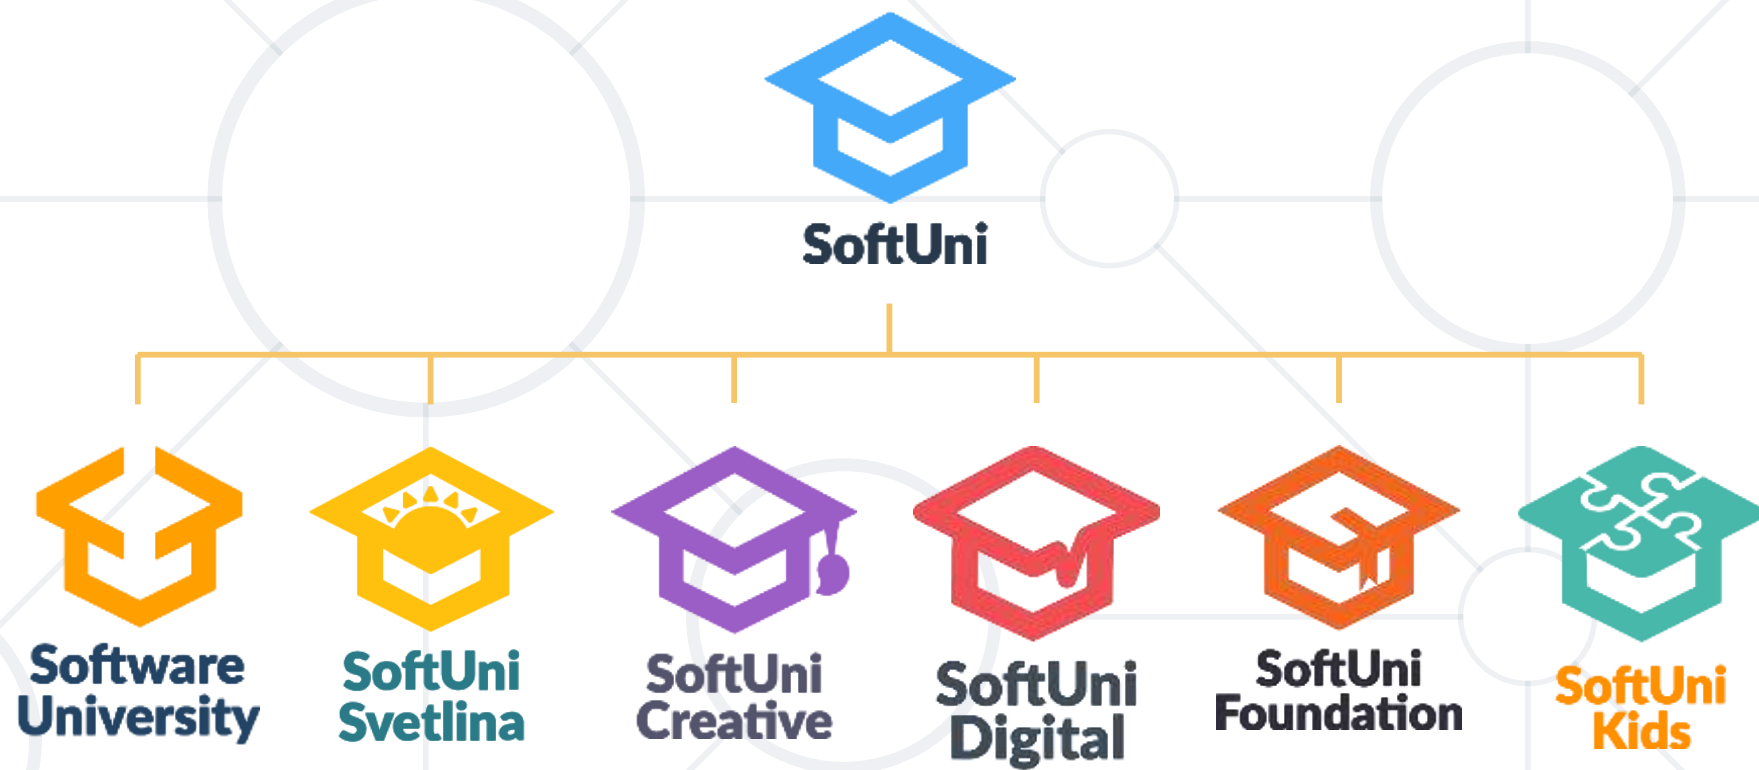 SoftUni
Software
University
SoftUni
Svetlina
SoftUni
Creative
SoftUni
Digital
SoftUni
Foundation
SoftUni
Kids